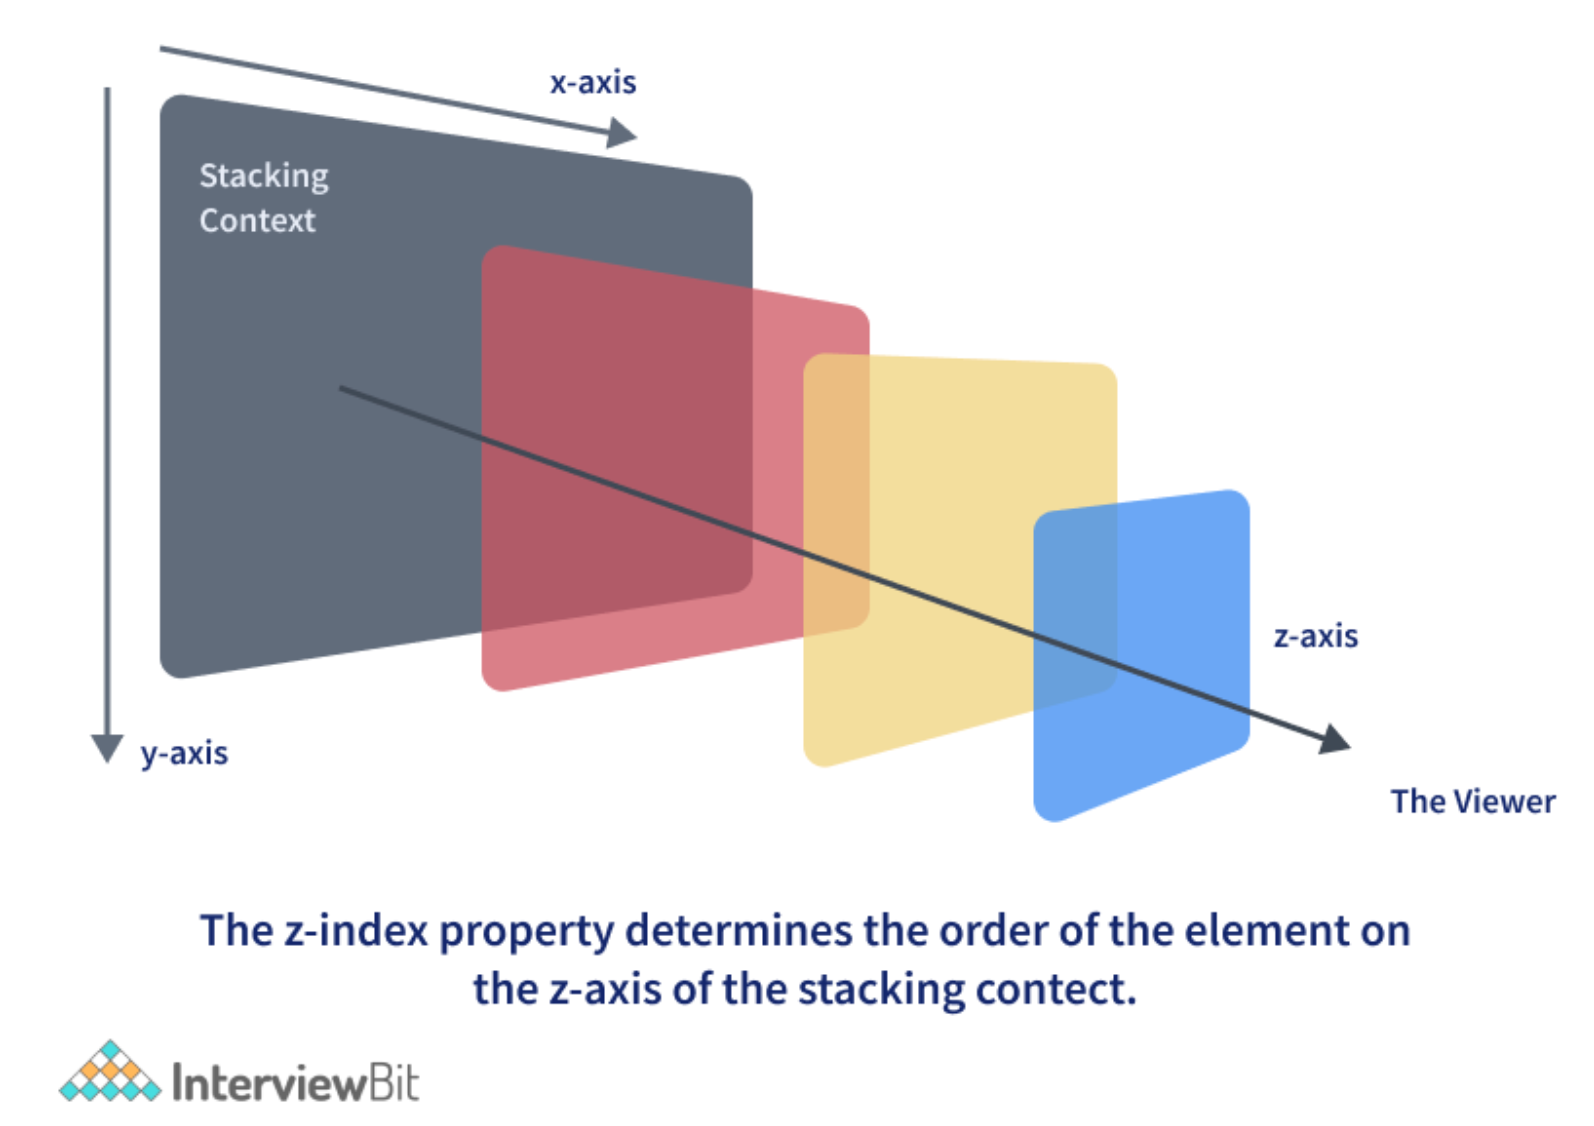 x-axis
Stacking
Context
z-axis
y-axis
The Viewer
The z-index property determines the order of the element on
the z-axis of the stacking contect.
InterviewBit